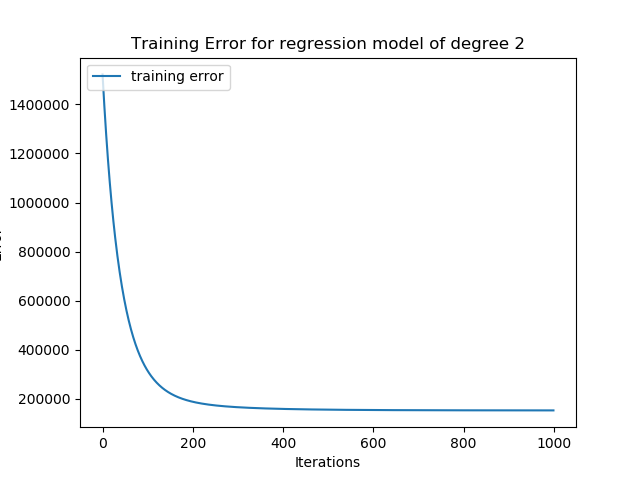 Training Error for regression model of degree 2
training error
1400000
1200000
1000000
800000
600000
400000
200000
0 200 400 600 800 1000
Iterations